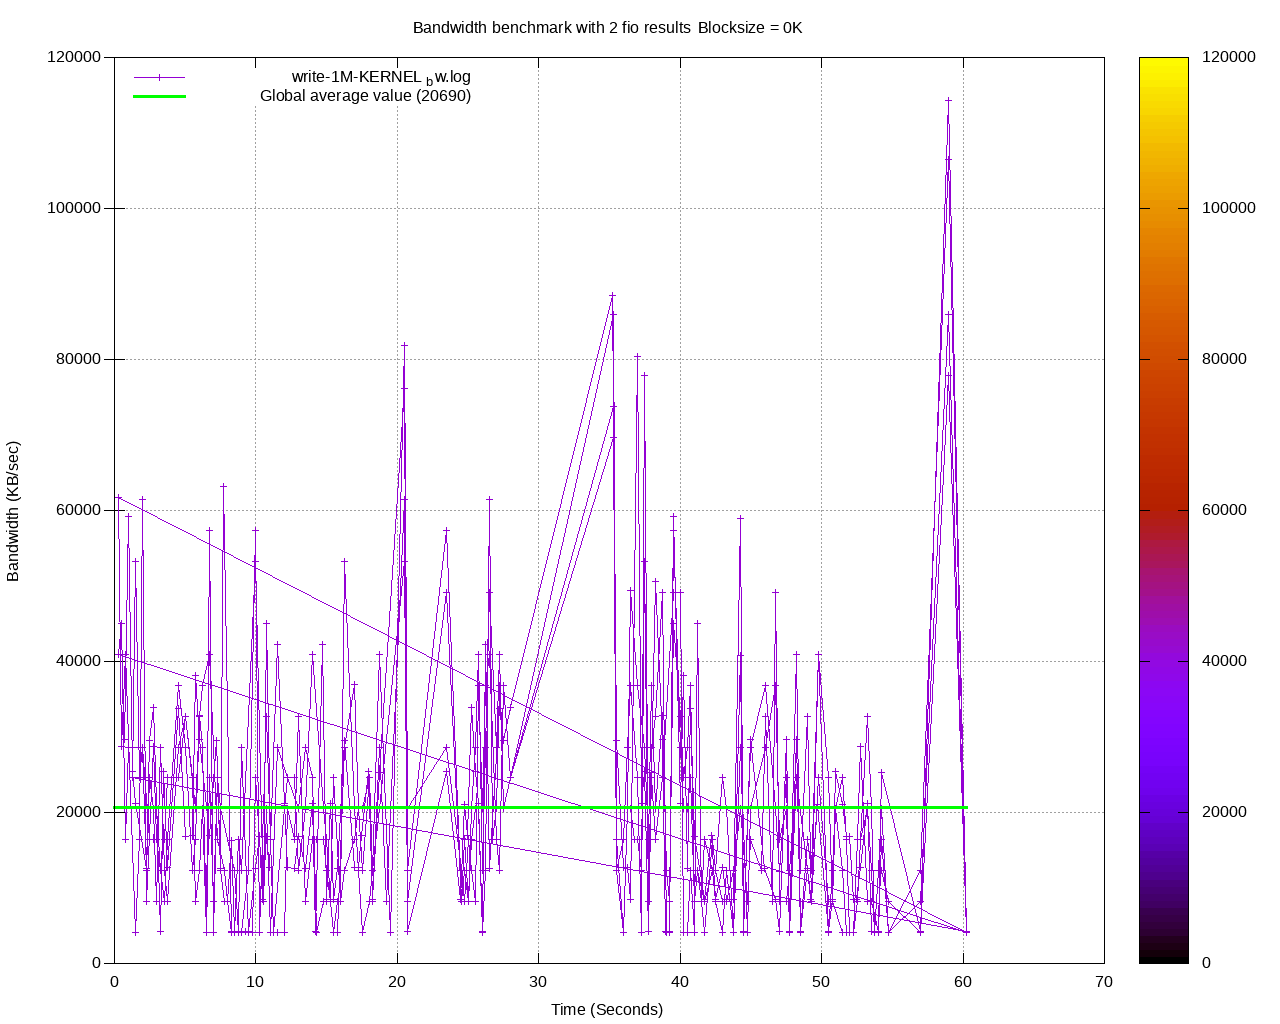 Bandwidth benchmark with 2 fio results Blocksize = 0K
write-1M-KERNEL bw.log
Global average value (20690)
120000
100000
80000
60000
40000
20000
0
Bandwidth (KB/sec)
0 10 20 30 40 50 60 70
Time (Seconds)
120000
100000
80000
60000
40000
20000
0